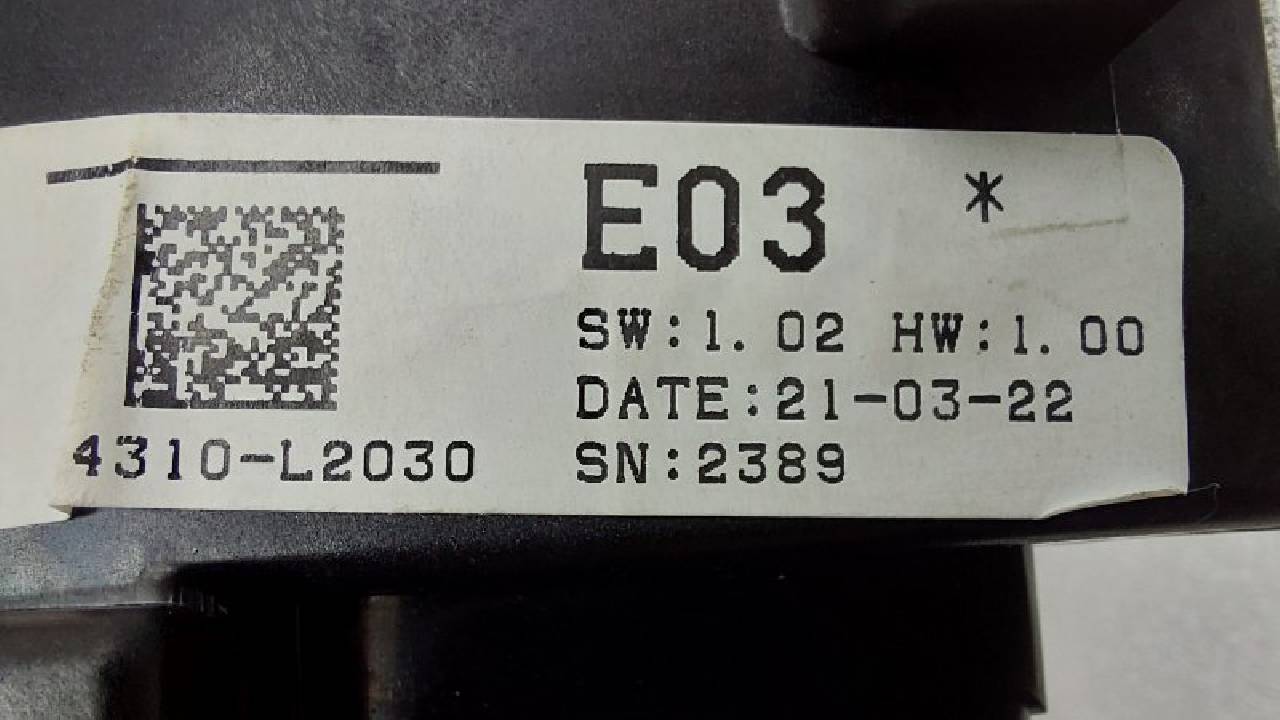 E03 *
SW:1.02 HW:1.00
DATE:21-03-22
4310-L2030
SN:2389